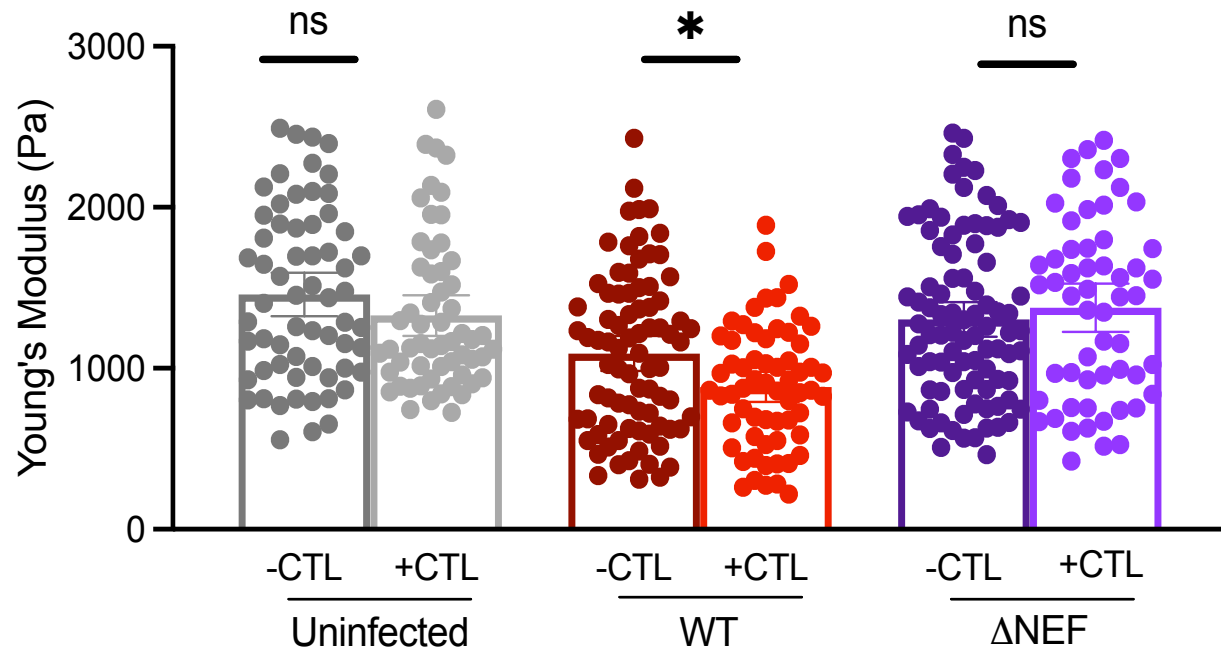 ns
*
ns
Young's Modulus (Pa)
3000
2000
1000
0
-CTL
+CTL
-CTL
+CTL
-CTL
+CTL
Uninfected
WT
ΔNEF